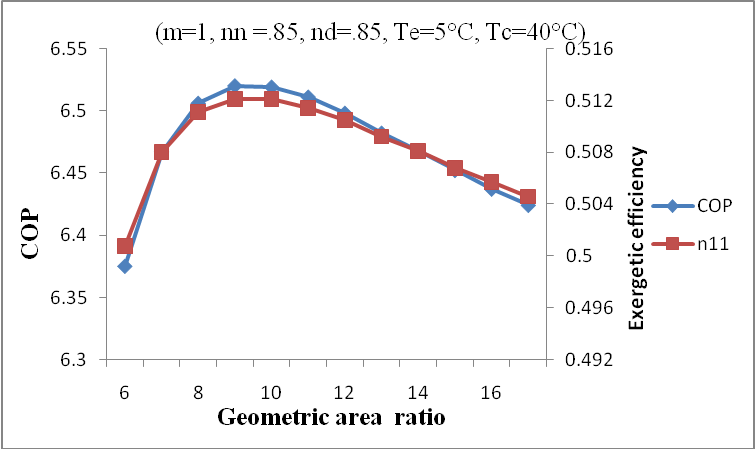 (m=1, nn =.85, nd=.85, Te=5°C, Tc=40°C)
6.55
6.5
6.45
6.4
6.35
6.3
COP
0.516
0.512
0.508
0.504
0.5
0.496
0.492
Exergetic efficiency
COP
n11
6 8 10 12 14 16
Geometric area ratio